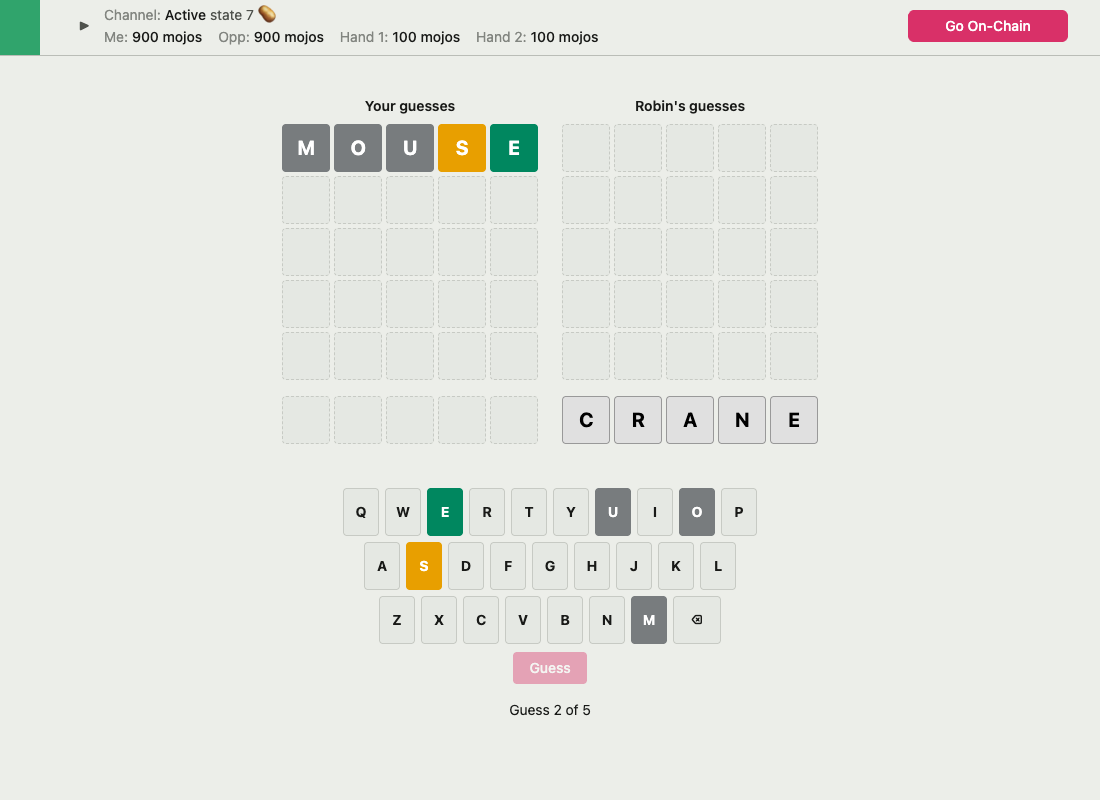 Channel: Active state 7
Me: 900 mojos Opp: 900 mojos Hand 1: 100 mojos Hand 2: 100 mojos
Go On-Chain
Your guesses
Robin's guesses
M O U S E
C R A N E
Q W E R T Y U I O P
A S D F G H J K L
Z X C V B N M
Guess
Guess 2 of 5